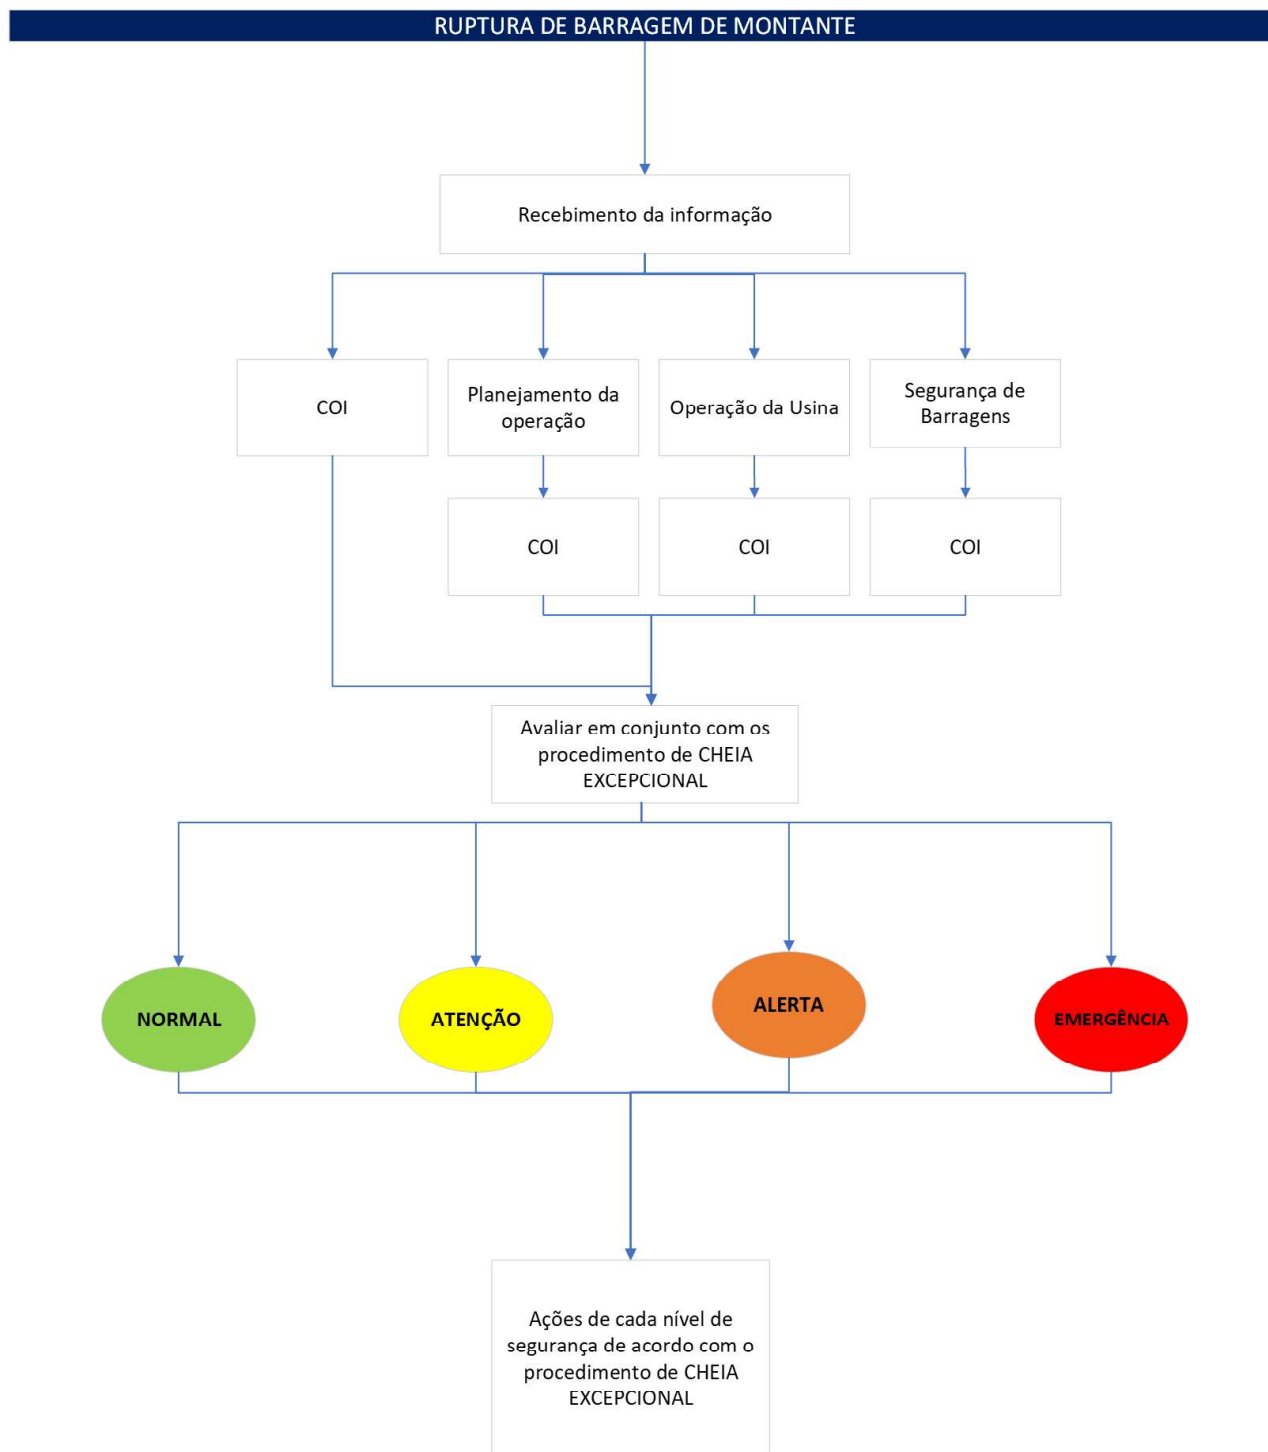 RUPTURA DE BARRAGEM DE MONTANTE
Recebimento da informação
COI
Planejamento da
operação
Operação da Usina
Segurança de
Barragens
COI
COI
COI
Avaliar em conjunto com os
procedimento de CHEIA
EXCEPCIONAL
NORMAL
ATENÇÃO
ALERTA
EMERGÊNCIA
Ações de cada nível de
segurança de acordo com o
procedimento de CHEIA
EXCEPCIONAL